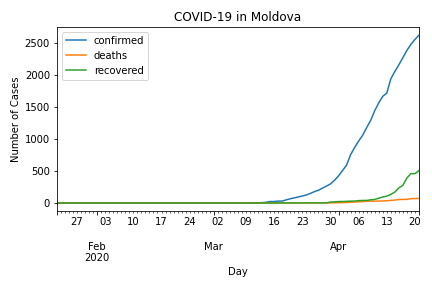 COVID-19 in Moldova
confirmed
deaths
recovered
Number of Cases
2500
2000
1500
1000
500
0
27 03 10 17 24 02 09 16 23 30 06 13 20
Feb Mar Apr
2020
Day